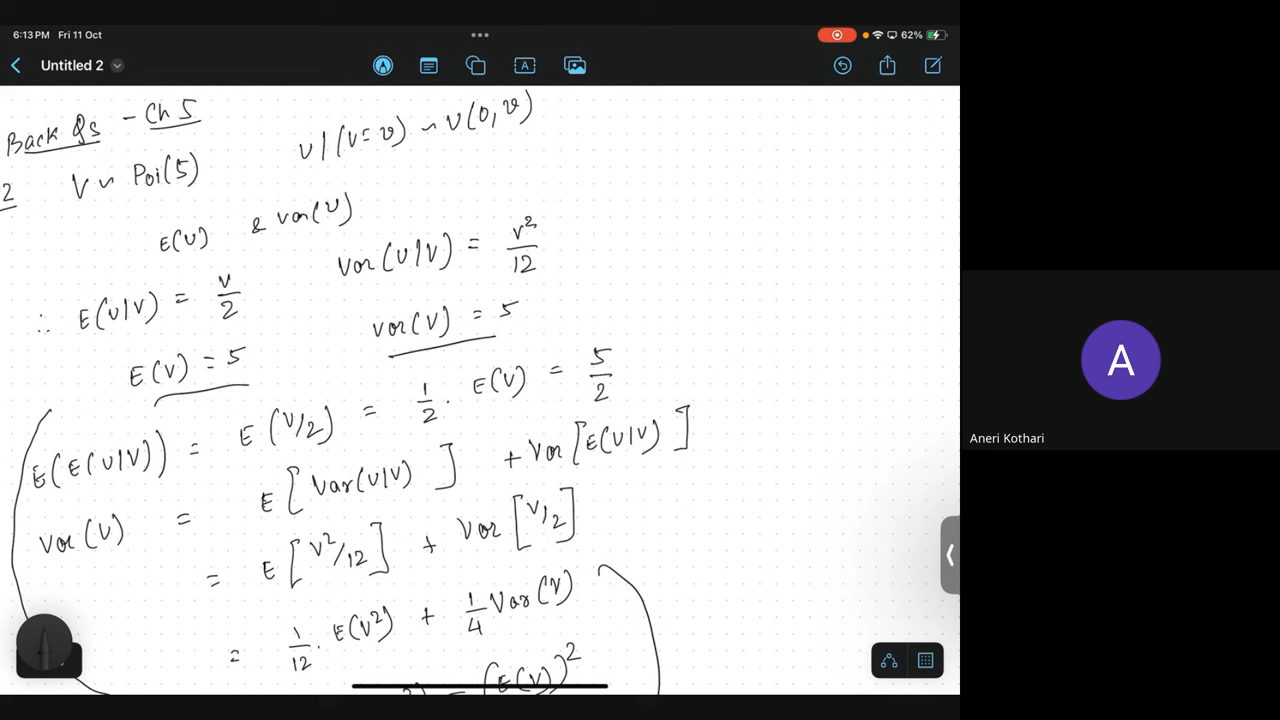 6:13 PM Fri 11 Oct
62%
Untitled 2
Back Qs - Ch 5
2 V ~ Poi(5) U | (V = v) ~ U(0, v)
E(U) & var(U)
∴ E(U|V) = V/2 Var(U|V) = V²/12
E(V) = 5 var(V) = 5
E(E(U|V)) = E(V/2) = 1/2 . E(V) = 5/2
Var(U) = E[Var(U|V)] + Var[E(U|V)]
= E[V²/12] + Var[V/2]
= 1/12 . E(V²) + 1/4 Var(V)
- (E(V))²
A
Aneri Kothari